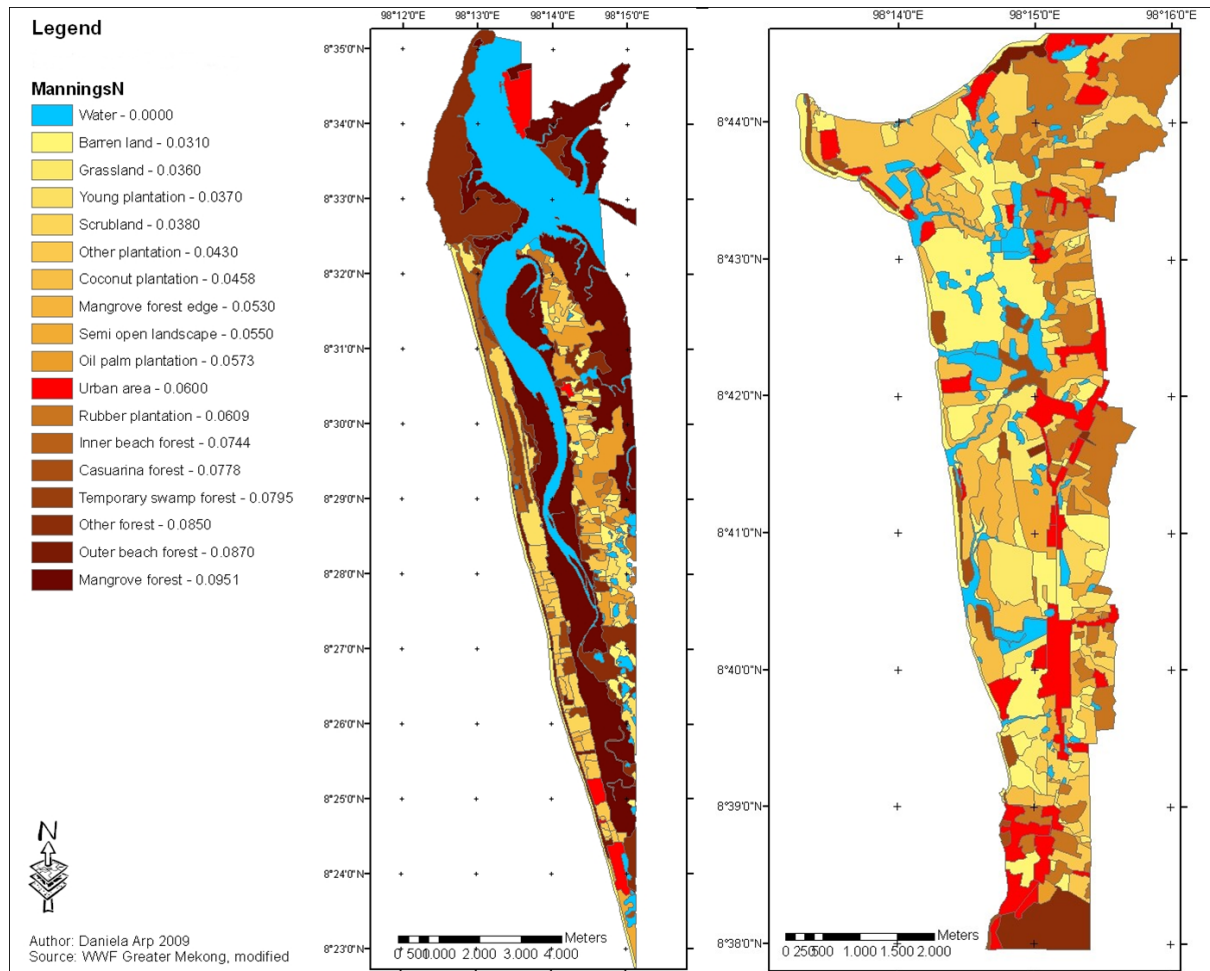 Legend
ManningsN
Water - 0.0000
Barren land - 0.0310
Grassland - 0.0360
Young plantation - 0.0370
Scrubland - 0.0380
Other plantation - 0.0430
Coconut plantation - 0.0458
Mangrove forest edge - 0.0530
Semi open landscape - 0.0550
Oil palm plantation - 0.0573
Urban area - 0.0600
Rubber plantation - 0.0609
Inner beach forest - 0.0744
Casuarina forest - 0.0778
Temporary swamp forest - 0.0795
Other forest - 0.0850
Outer beach forest - 0.0870
Mangrove forest - 0.0951
N
Author: Daniela Arp 2009
Source: WWF Greater Mekong, modified
98°12'0"E 98°13'0"E 98°14'0"E 98°15'0"E
8°35'0"N
8°34'0"N
8°33'0"N
8°32'0"N
8°31'0"N
8°30'0"N
8°29'0"N
8°28'0"N
8°27'0"N
8°26'0"N
8°25'0"N
8°24'0"N
8°23'0"N
Meters
0 500 1.000 2.000 3.000 4.000
98°14'0"E 98°15'0"E 98°16'0"E
8°44'0"N
8°43'0"N
8°42'0"N
8°41'0"N
8°40'0"N
8°39'0"N
8°38'0"N
Meters
0 250 500 1.000 1.500 2.000